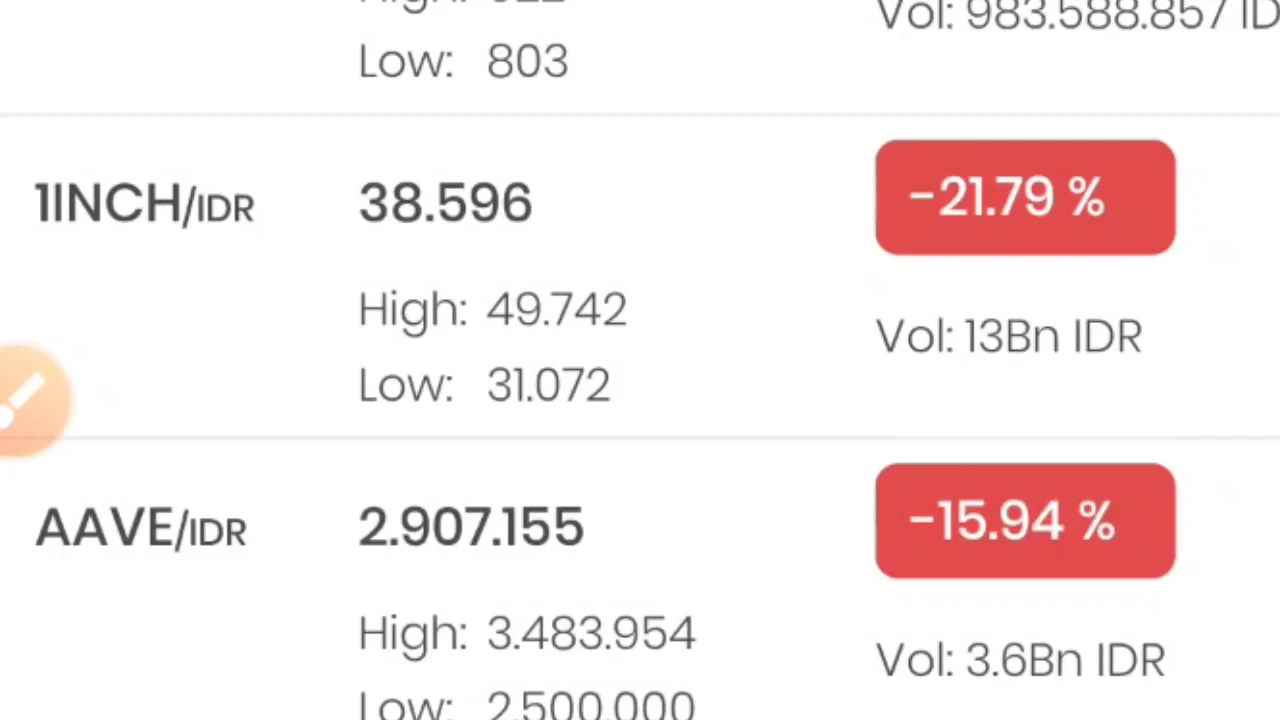 Vol: 983.588.857
Low: 803
1INCH/IDR 38.596 -21.79 %
High: 49.742
Vol: 13Bn IDR
Low: 31.072
AAVE/IDR 2.907.155 -15.94 %
High: 3.483.954
Vol: 3.6Bn IDR
Low: 2.500.000